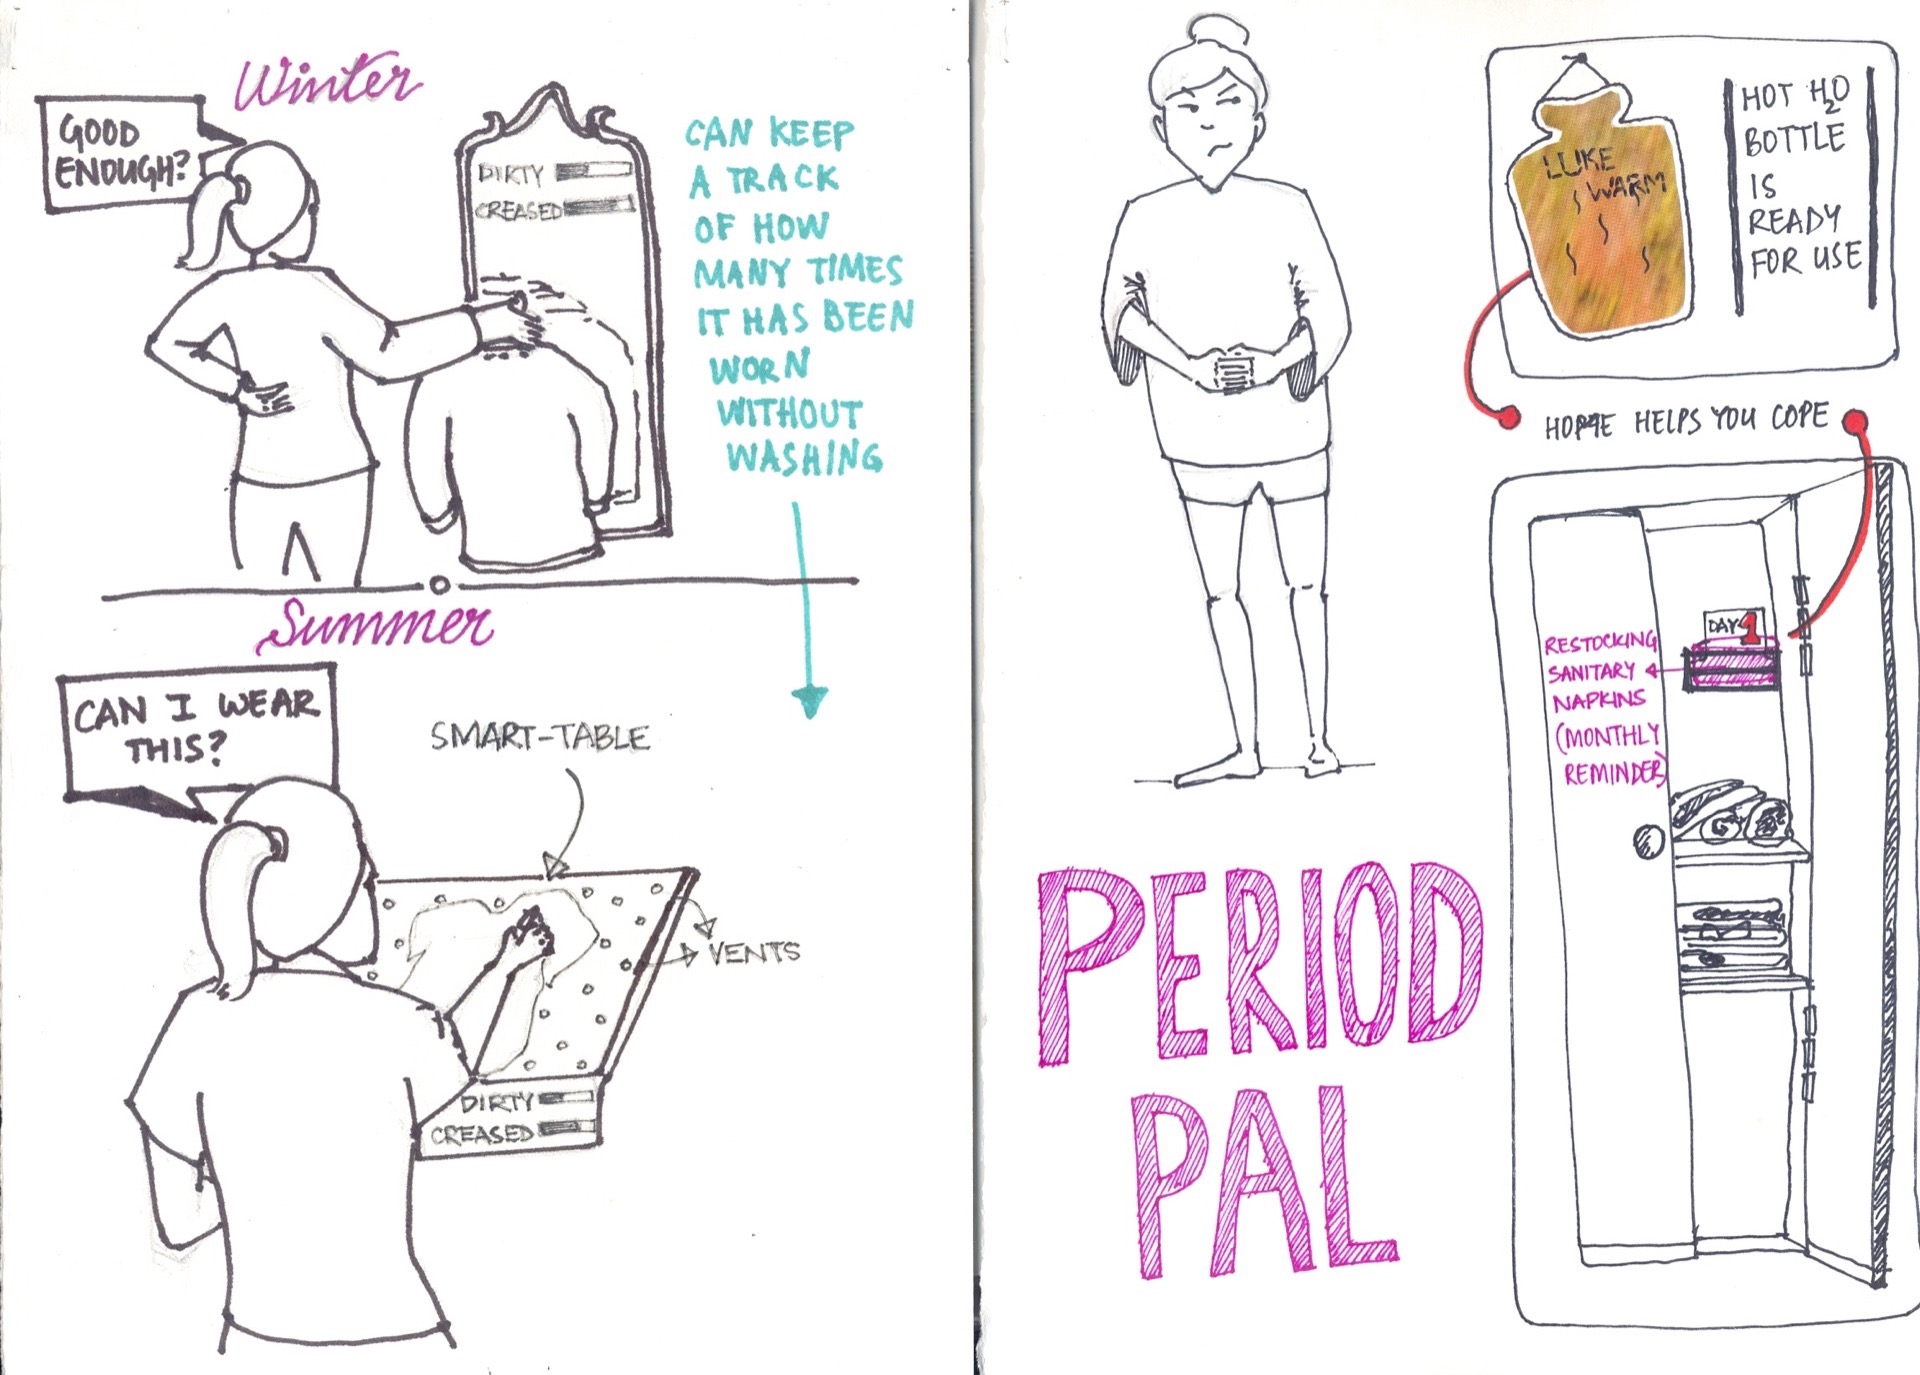 Winter
GOOD
ENOUGH?
DIRTY
CREASED
CAN KEEP
A TRACK
OF HOW
MANY TIMES
IT HAS BEEN
WORN
WITHOUT
WASHING
Summer
CAN I WEAR
THIS?
SMART-TABLE
VENTS
DIRTY
CREASED
LUKE
WARM
HOT H2O
BOTTLE
IS
READY
FOR USE
HOME HELPS YOU COPE
DAY 1
RESTOCKING
SANITARY
NAPKINS
(MONTHLY
REMINDER)
PERIOD
PAL